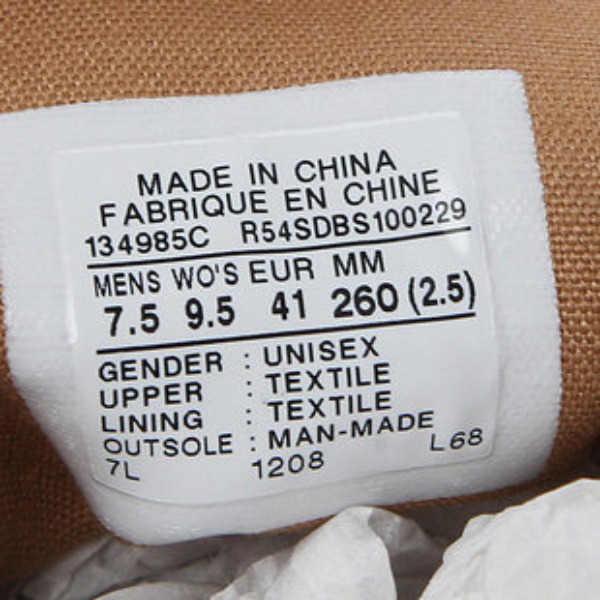 MADE IN CHINA
FABRIQUE EN CHINE
134985C R54SDBS100229
MENS WO'S EUR MM
7.5 9.5 41 260 (2.5)
GENDER : UNISEX
UPPER : TEXTILE
LINING : TEXTILE
OUTSOLE : MAN-MADE
7L 1208 L68